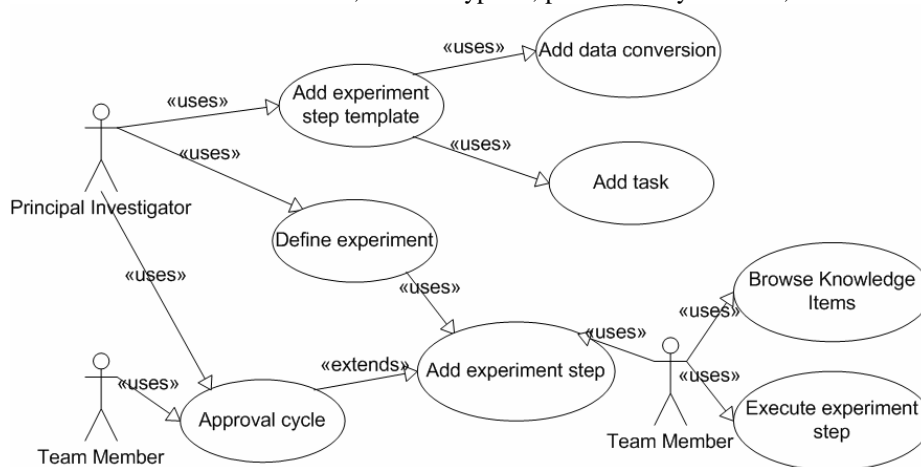 «uses»
Add data conversion
«uses»
Add experiment
step template
«uses»
«uses»
Add task
Principal Investigator
Define experiment
«uses»
«uses»
Browse Knowledge
Items
«uses»
«uses»
«uses»
«extends»
Add experiment step
«uses»
«uses»
Approval cycle
Team Member
Execute experiment
step
Team Member